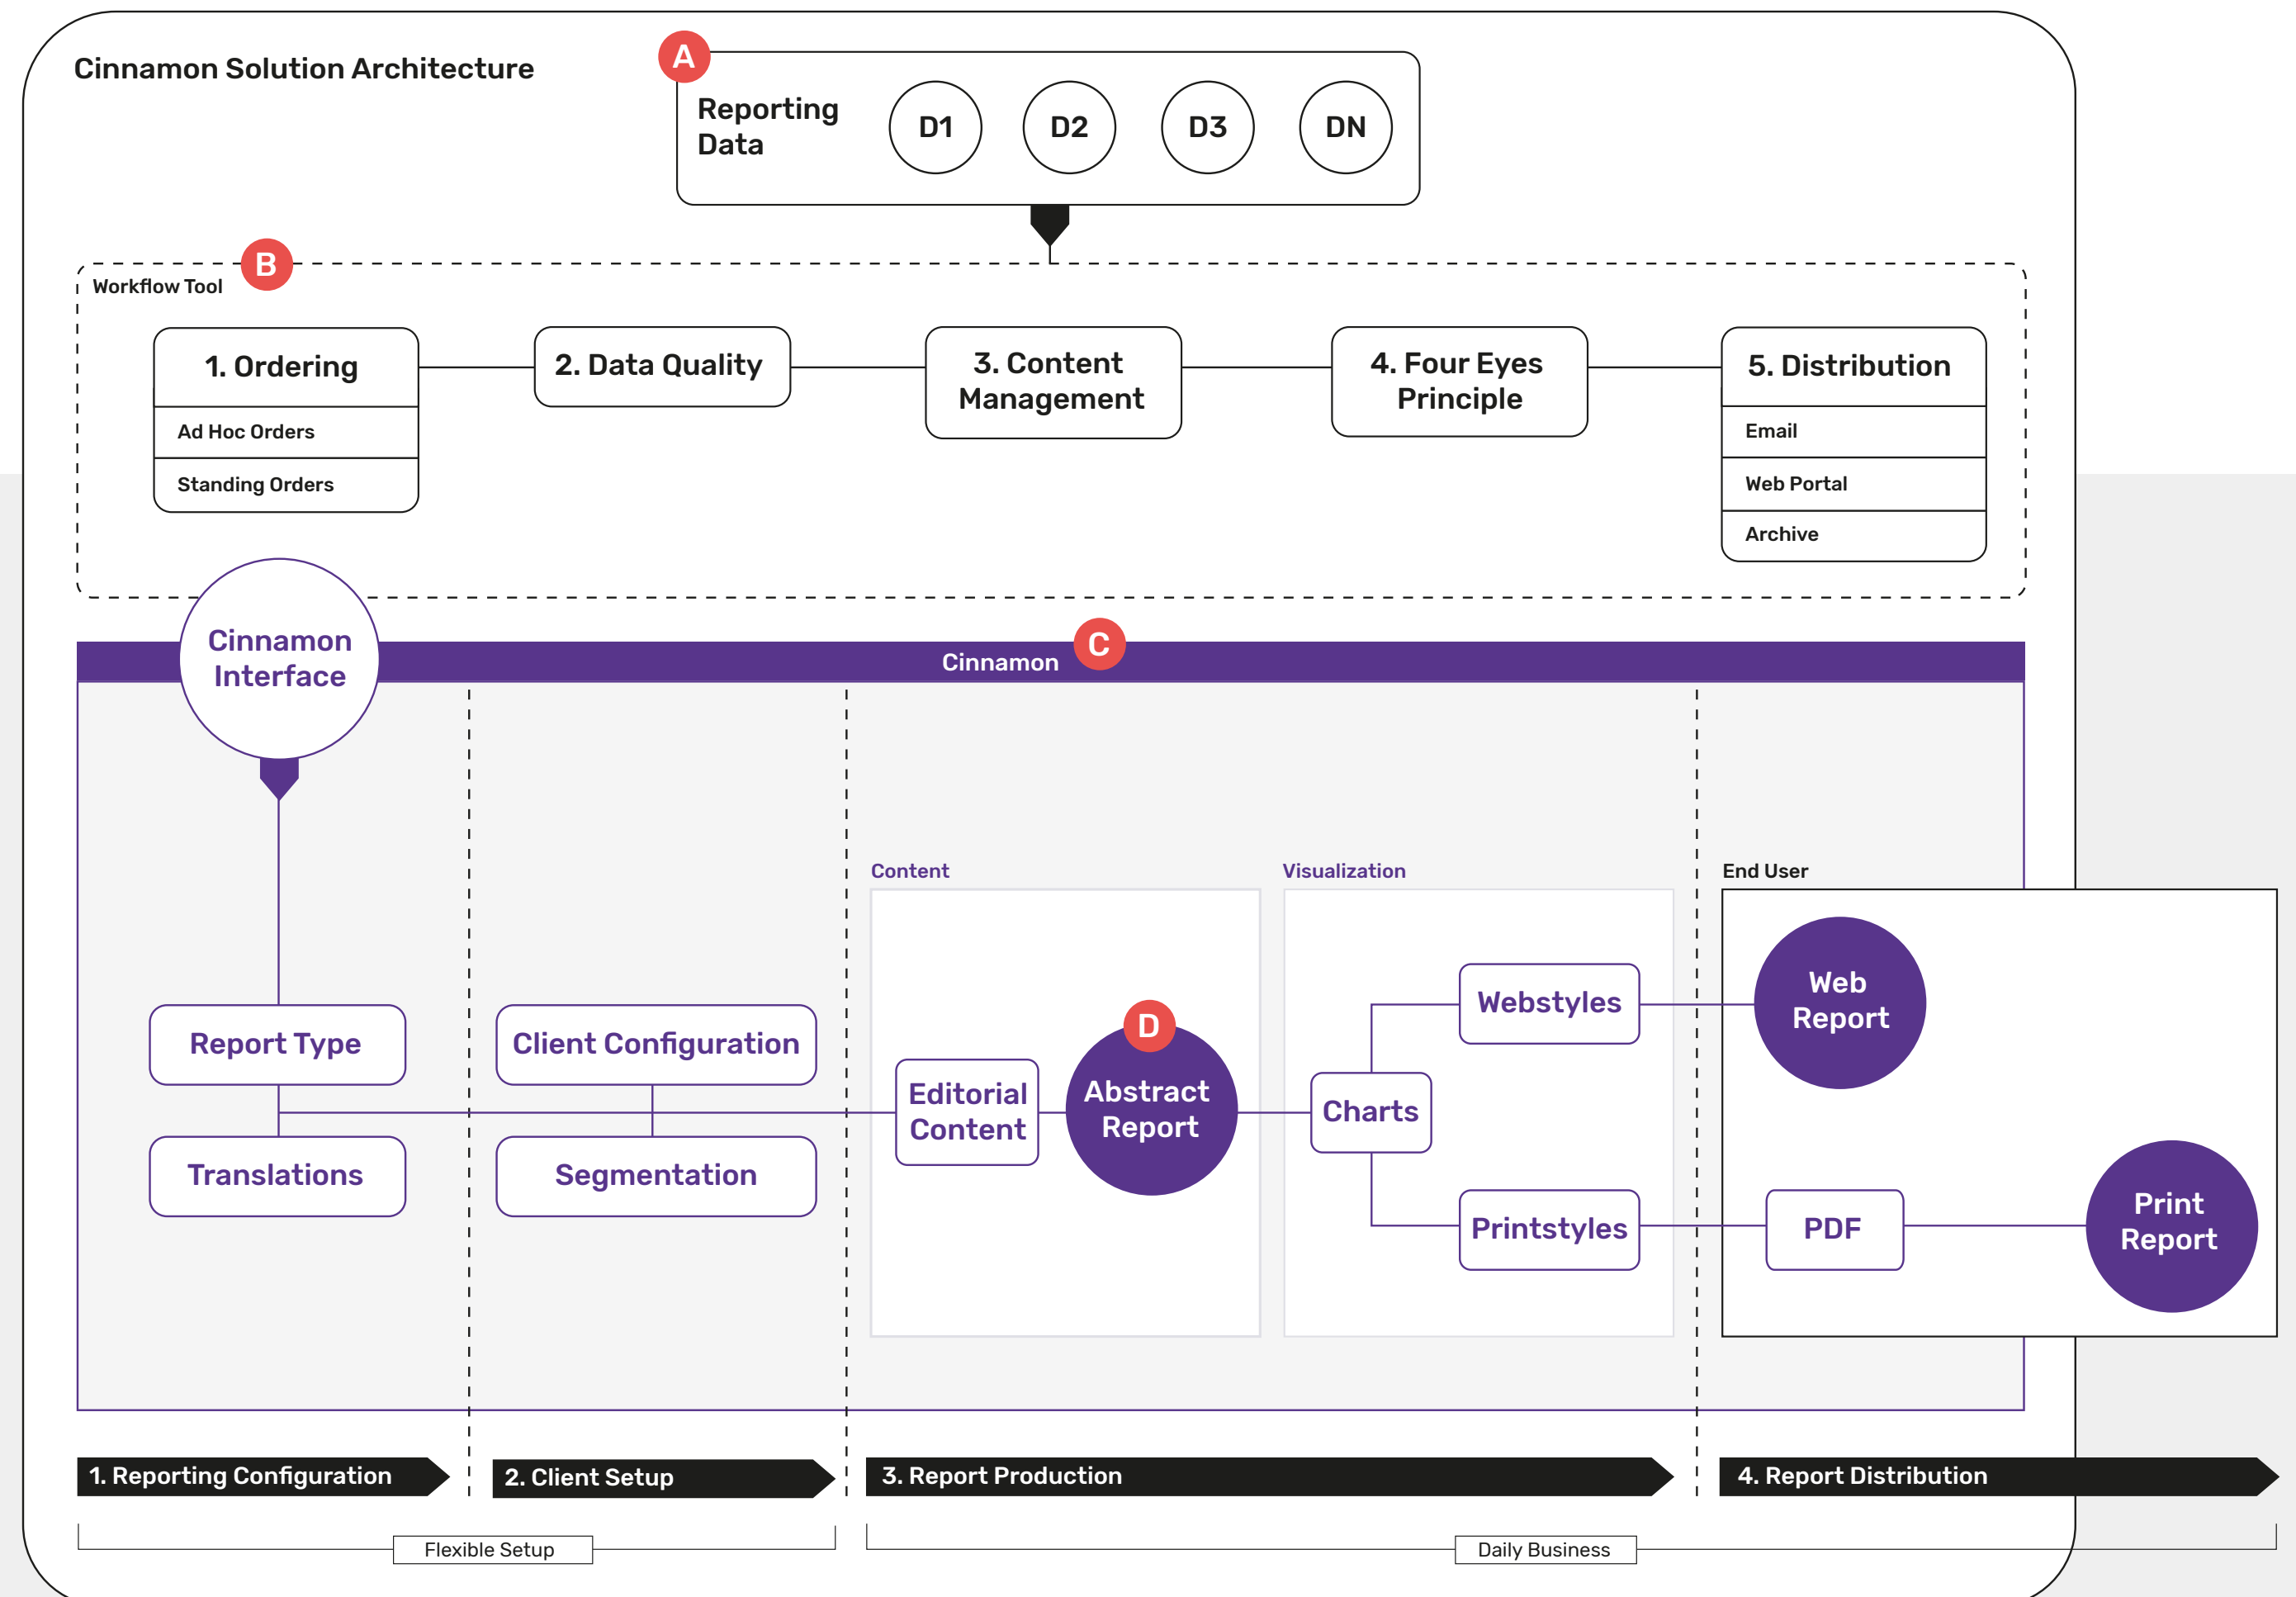 Cinnamon Solution Architecture
A
Reporting
Data
D1
D2
D3
DN
B
Workflow Tool
1. Ordering
Ad Hoc Orders
Standing Orders
2. Data Quality
3. Content
Management
4. Four Eyes
Principle
5. Distribution
Email
Web Portal
Archive
Cinnamon
Interface
Cinnamon
C
Report Type
Translations
Client Configuration
Segmentation
Content
Editorial
Content
D
Abstract
Report
Visualization
Charts
Webstyles
Printstyles
End User
Web
Report
PDF
Print
Report
1. Reporting Configuration
2. Client Setup
3. Report Production
4. Report Distribution
Flexible Setup
Daily Business